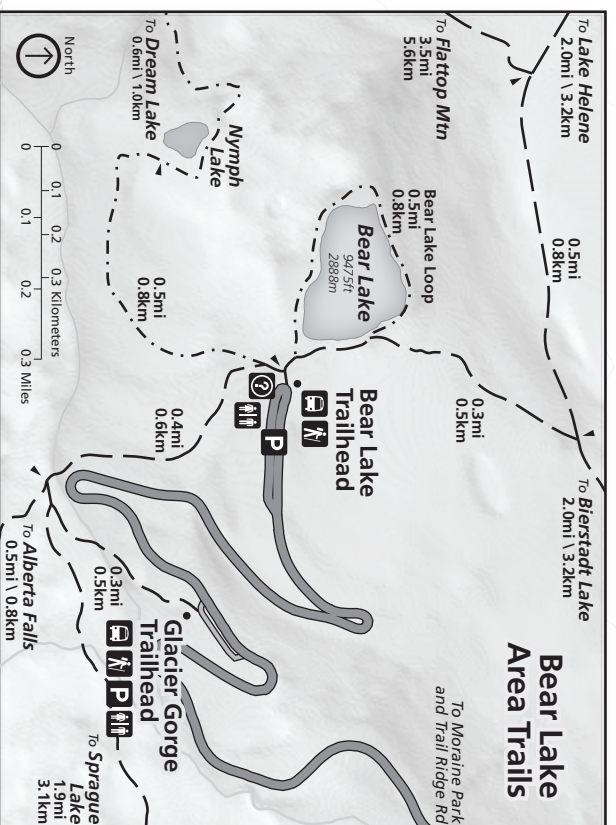 Bear Lake
Area Trails
To Lake Helene
2.0mi \ 3.2km
0.5mi
0.8km
To Bierstadt Lake
2.0mi \ 3.2km
To Flattop Mtn
3.5mi
5.6km
Bear Lake Loop
0.5mi
0.8km
Bear Lake
9475ft
2888m
0.3mi
0.5km
To Moraine Park
and Trail Ridge Rd
Bear Lake
Trailhead
?
P
Nymph
Lake
To Dream Lake
0.6mi \ 1.0km
0.5mi
0.8km
0.4mi
0.6km
0.3mi
0.5km
Glacier Gorge
Trailhead
P
To Alberta Falls
0.5mi \ 0.8km
To Sprague
Lake
1.9mi
3.1km
North
0 0.1 0.2 0.3 Kilometers
0 0.1 0.2 0.3 Miles